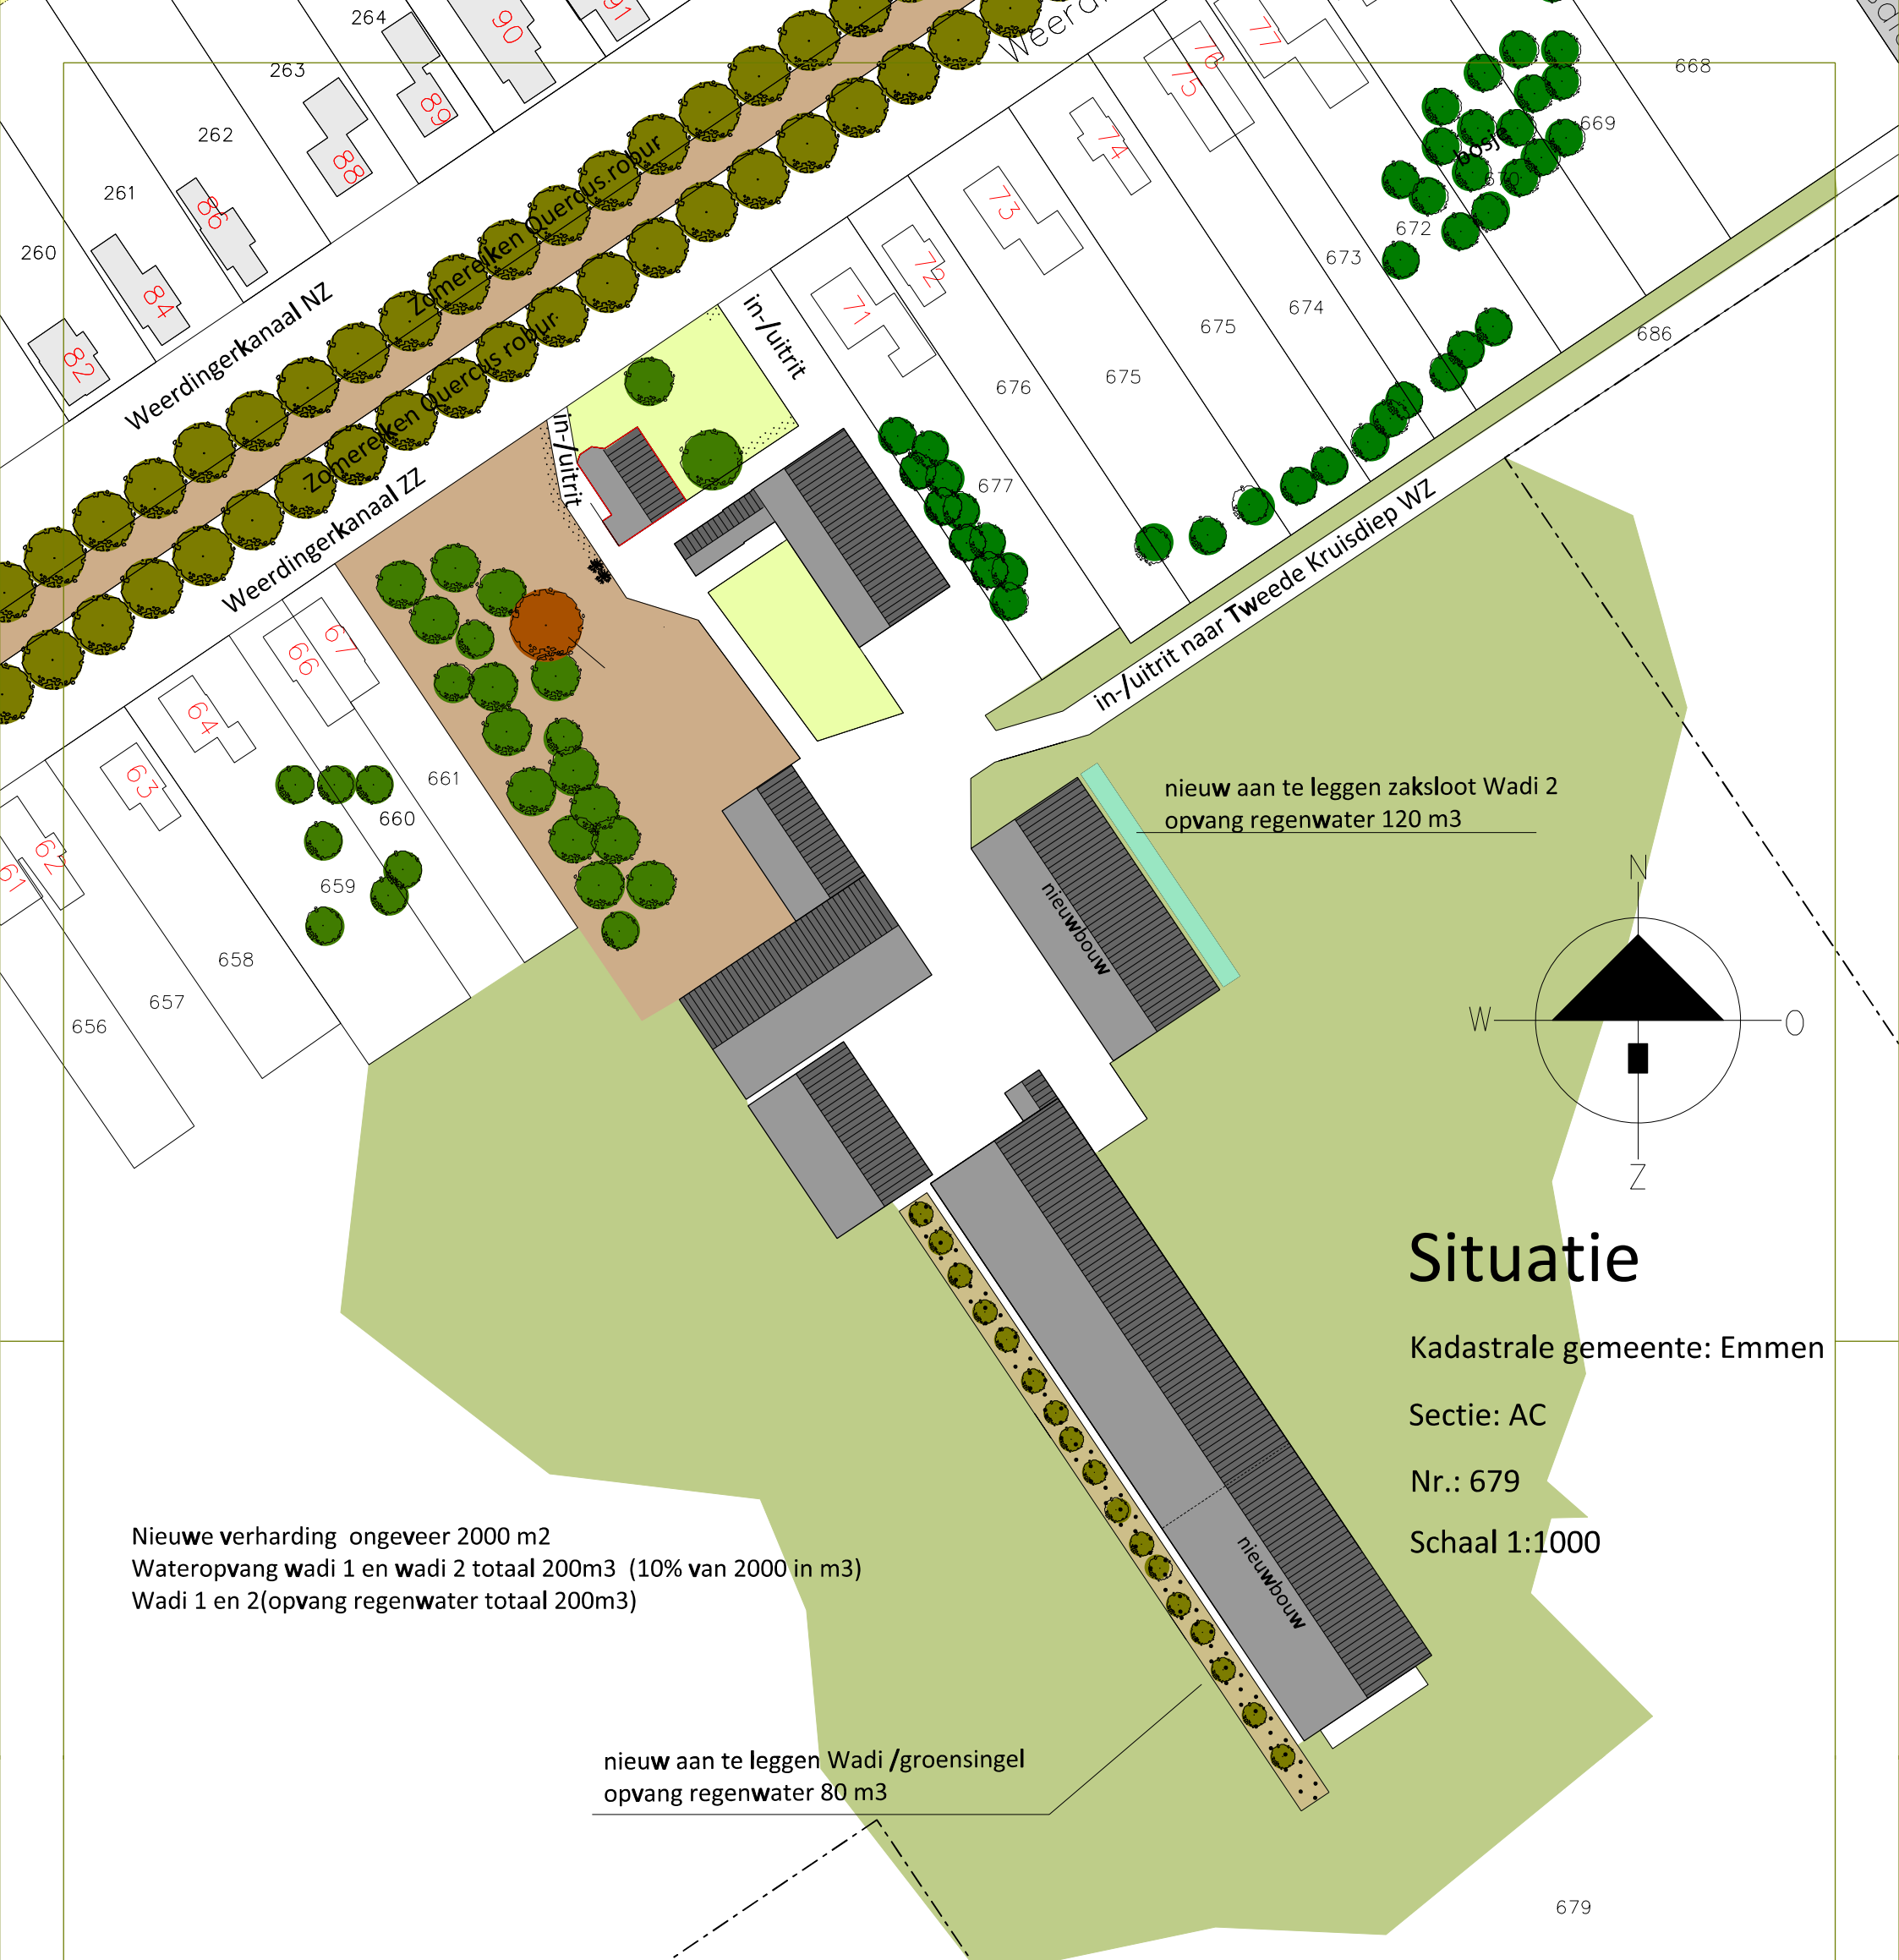 264
90
91
263
89
262
88
261
86
260
84
82
Weerdingerkanaal NZ
Zomereiken Quercus robur
Zomereiken Quercus robur
Weerdingerkanaal ZZ
77
76
75
74
73
72
71
668
669
bosje
670
672
673
674
675
675
676
677
686
in-/uitrit
in-/uitrit
in-/uitrit naar Tweede Kruisdiep WZ
67
66
64
63
62
61
661
660
659
658
657
656
nieuw aan te leggen zaksloot Wadi 2
opvang regenwater 120 m3
nieuwbouw
N
W
O
Z
Situatie
Kadastrale gemeente: Emmen
Sectie: AC
Nr.: 679
Schaal 1:1000
nieuwbouw
Nieuwe verharding ongeveer 2000 m2
Wateropvang wadi 1 en wadi 2 totaal 200m3 (10% van 2000 in m3)
Wadi 1 en 2(opvang regenwater totaal 200m3)
nieuw aan te leggen Wadi /groensingel
opvang regenwater 80 m3
679